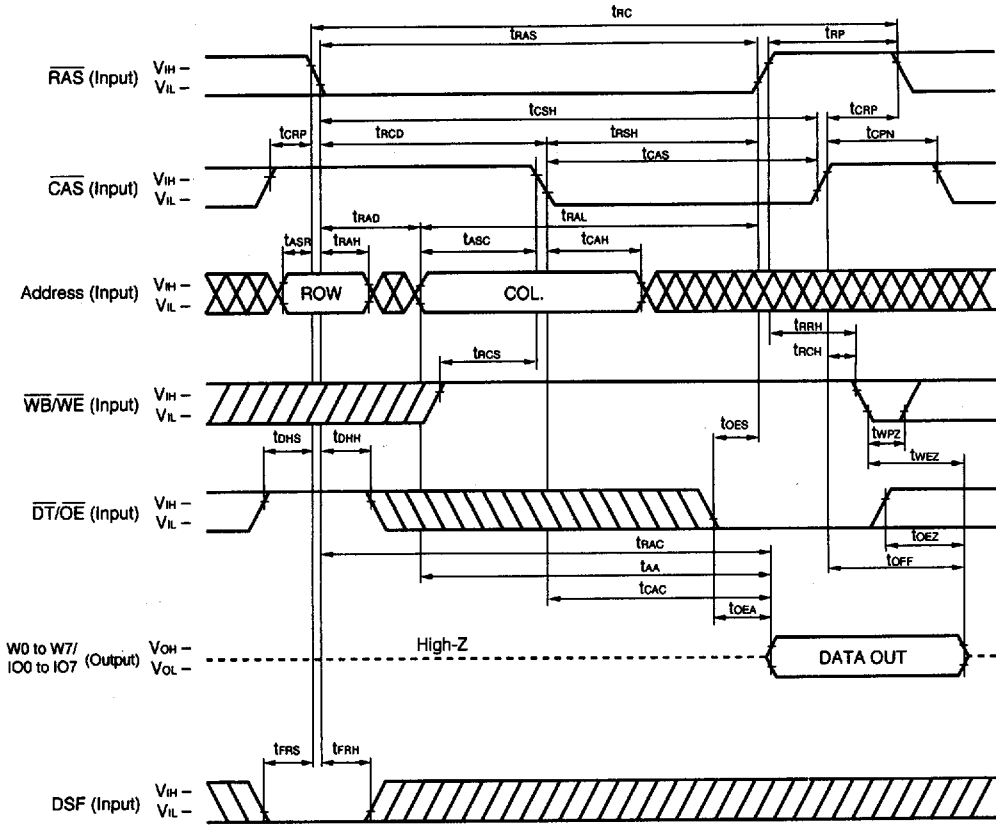 tRC
tRAS
tRP
RAS (Input)
VIH –
VIL –
tCSH
tCRP
tCRP
tRCD
tRSH
tCPN
tCAS
CAS (Input)
VIH –
VIL –
tRAD
tRAL
tASR
tRAH
tASC
tCAH
Address (Input)
VIH –
VIL –
ROW
COL.
tRRH
tRCS
tRCH
WB/WE (Input)
VIH –
VIL –
tOES
tWPZ
tDHS
tDHH
tWEZ
DT/OE (Input)
VIH –
VIL –
tOEZ
tRAC
tOFF
tAA
tCAC
tOEA
W0 to W7/
IO0 to IO7 (Output)
VOH –
VOL –
High-Z
DATA OUT
tFRS
tFRH
DSF (Input)
VIH –
VIL –